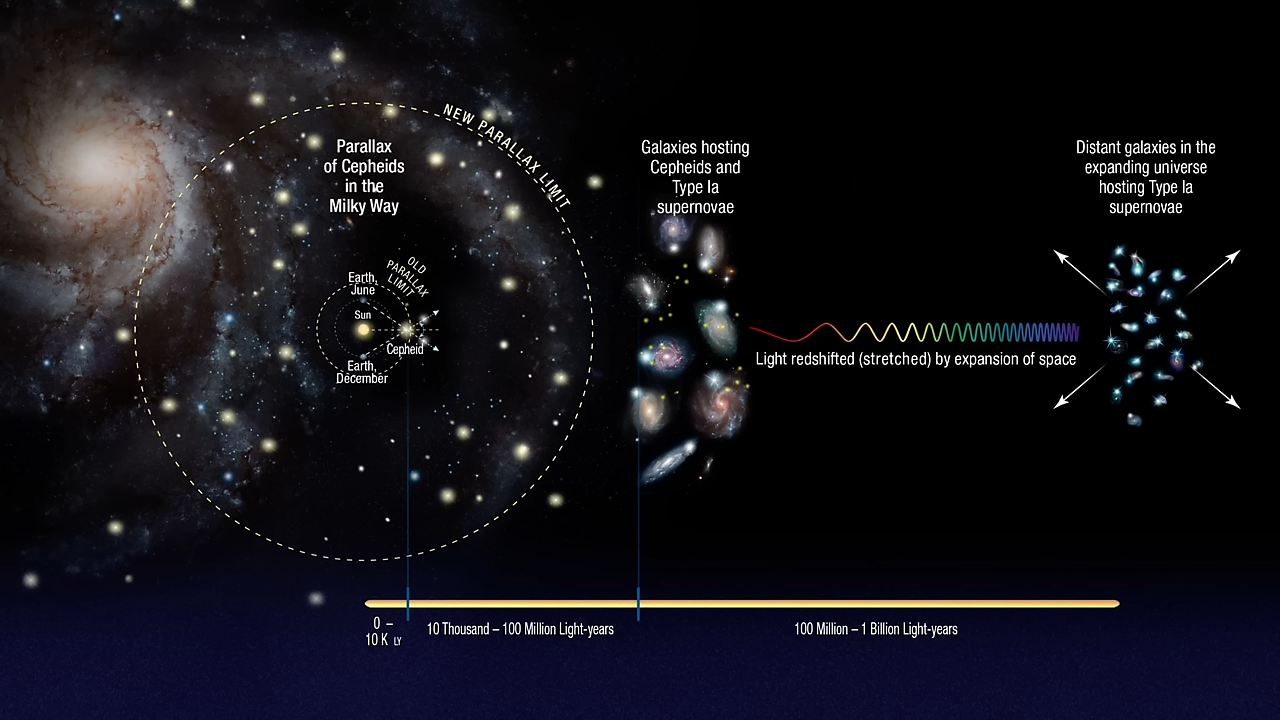 NEW PARALLAX LIMIT
Parallax
of Cepheids
in the
Milky Way
OLD
PARALLAX
LIMIT
Earth,
June
Sun
Cepheid
Earth,
December
Galaxies hosting
Cepheids and
Type Ia
supernovae
Light redshifted (stretched) by expansion of space
Distant galaxies in the
expanding universe
hosting Type Ia
supernovae
0 –
10 K LY
10 Thousand – 100 Million Light-years
100 Million – 1 Billion Light-years